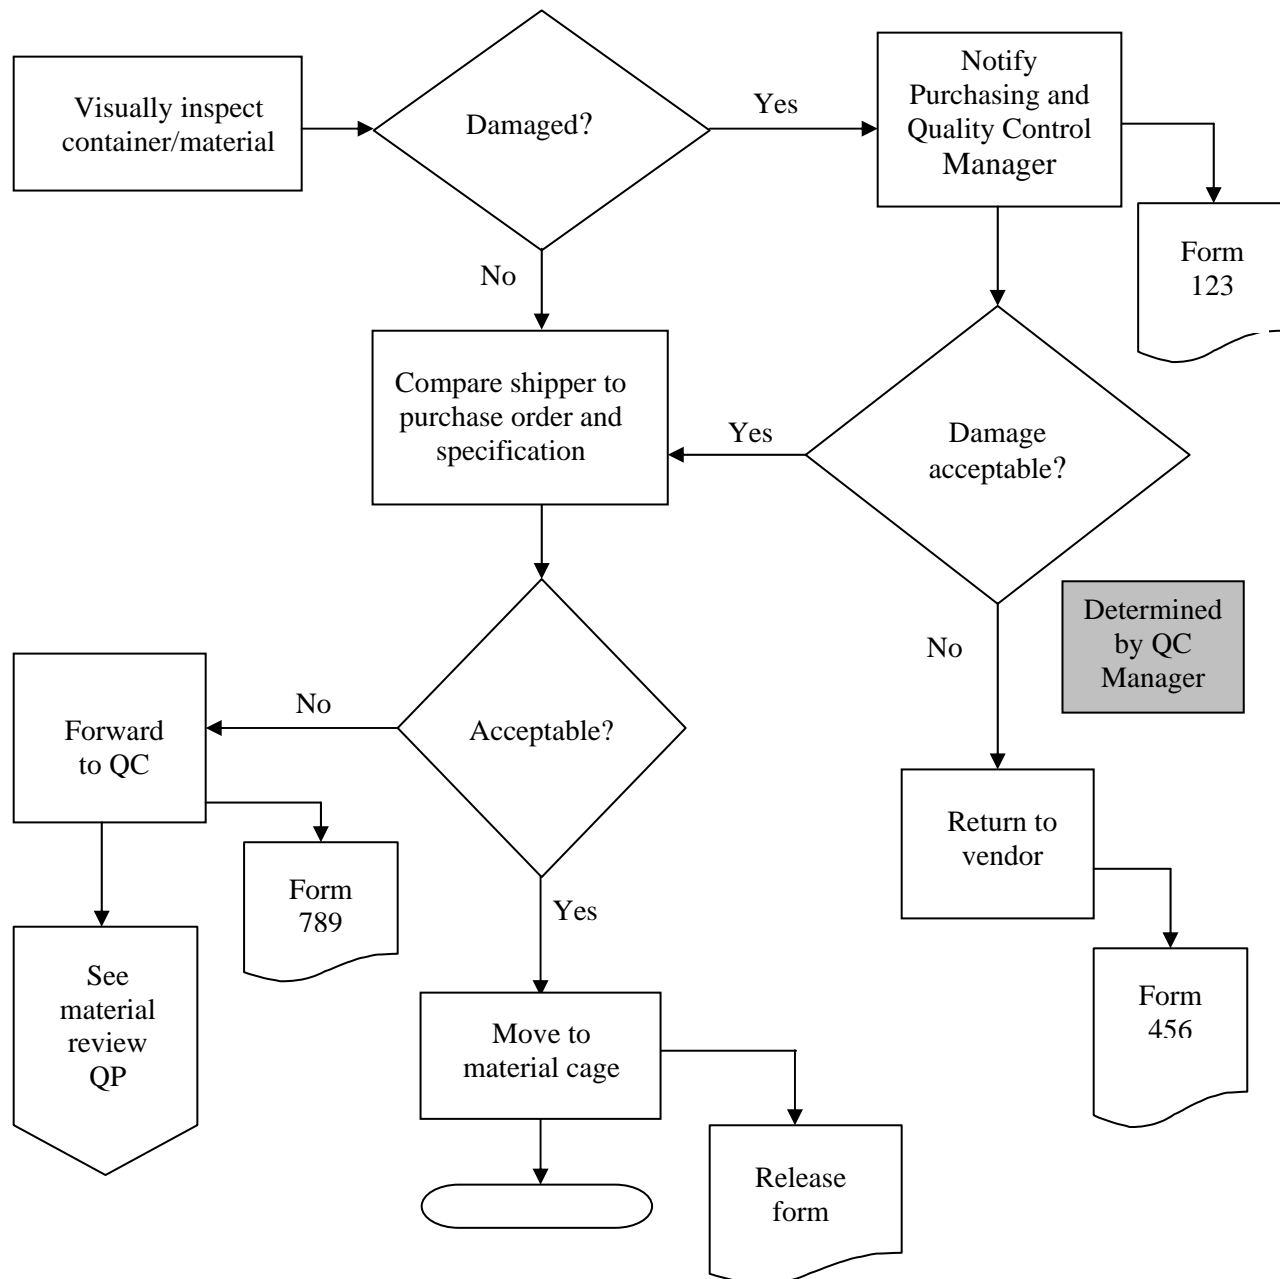 Visually inspect
container/material
Damaged?
Yes
Notify
Purchasing and
Quality Control
Manager
Form
123
No
Compare shipper to
purchase order and
specification
Yes
Damage
acceptable?
Determined
by QC
Manager
No
No
Forward
to QC
Acceptable?
Return to
vendor
Form
789
Yes
See
material
review
QP
Form
456
Move to
material cage
Release
form